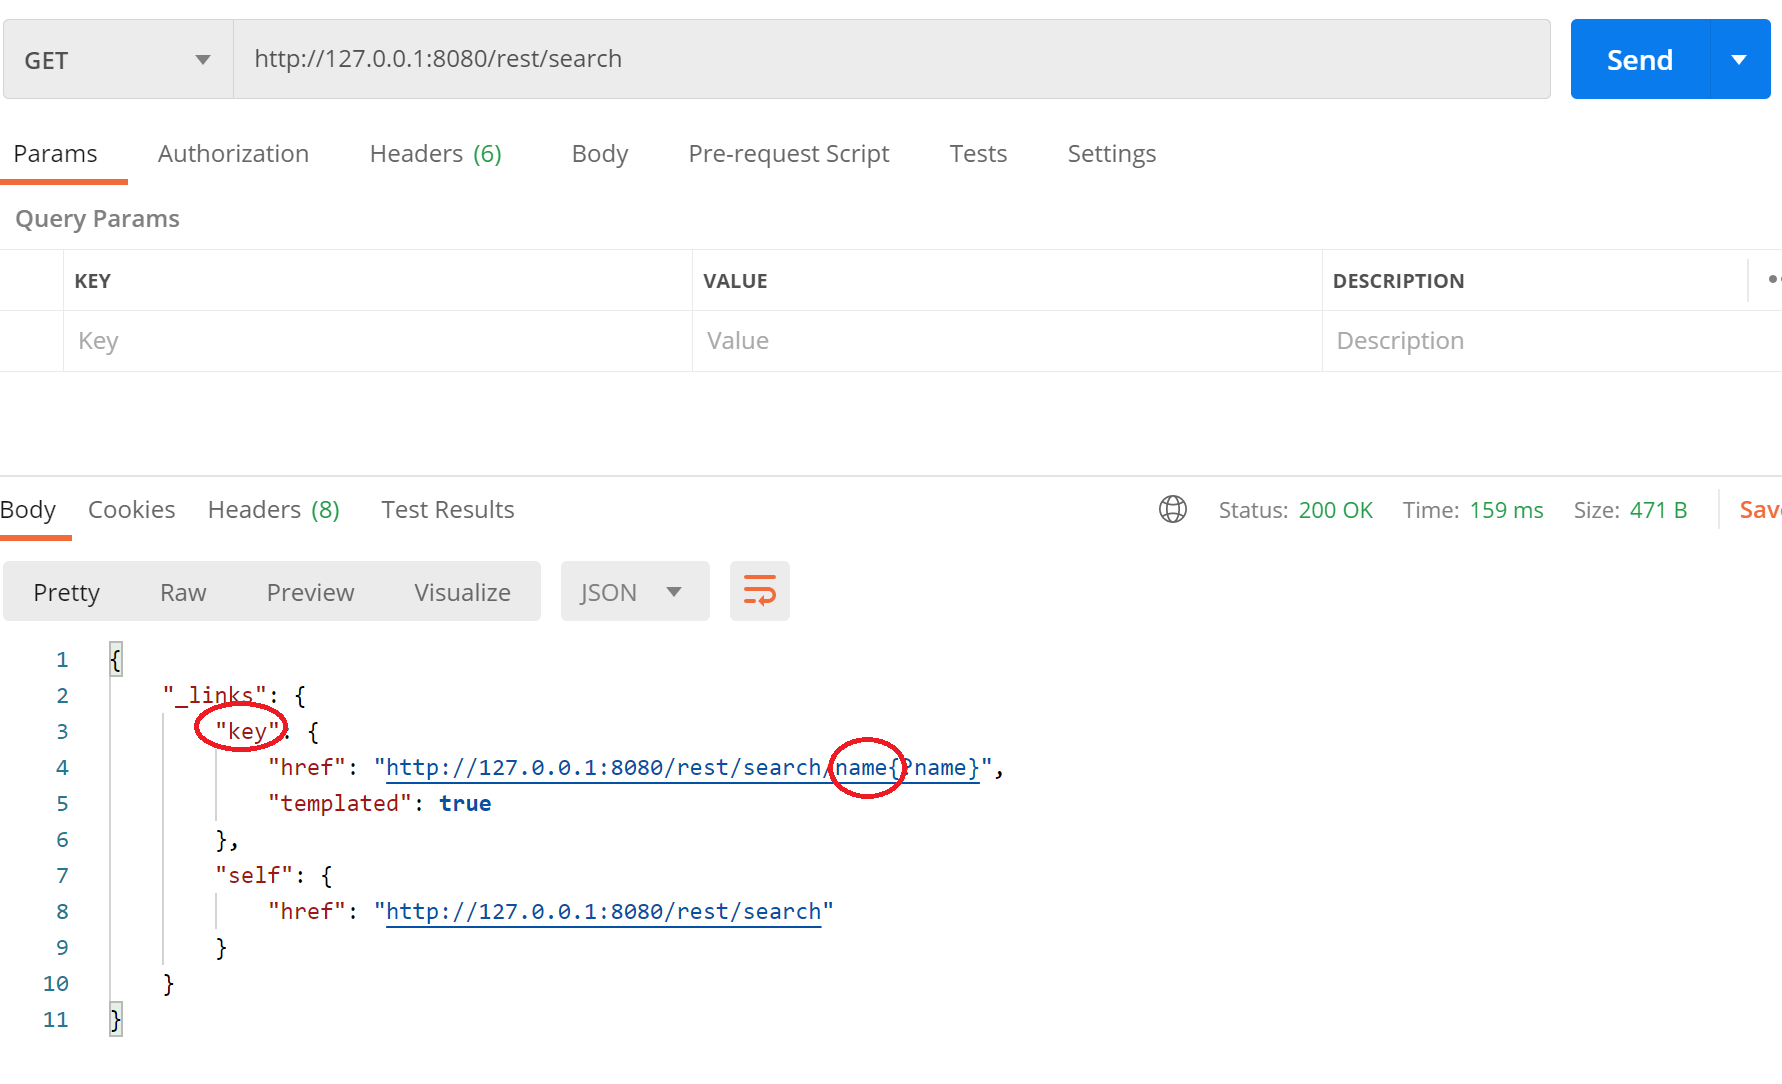 GET http://127.0.0.1:8080/rest/search Send
Params Authorization Headers (6) Body Pre-request Script Tests Settings
Query Params
KEY VALUE DESCRIPTION
Key Value Description
Body Cookies Headers (8) Test Results Status: 200 OK Time: 159 ms Size: 471 B Sav
Pretty Raw Preview Visualize JSON
1 {
2 "_links": {
3 "key": {
4 "href": "http://127.0.0.1:8080/rest/search/name{?name}",
5 "templated": true
6 },
7 "self": {
8 "href": "http://127.0.0.1:8080/rest/search"
9 }
10 }
11 }